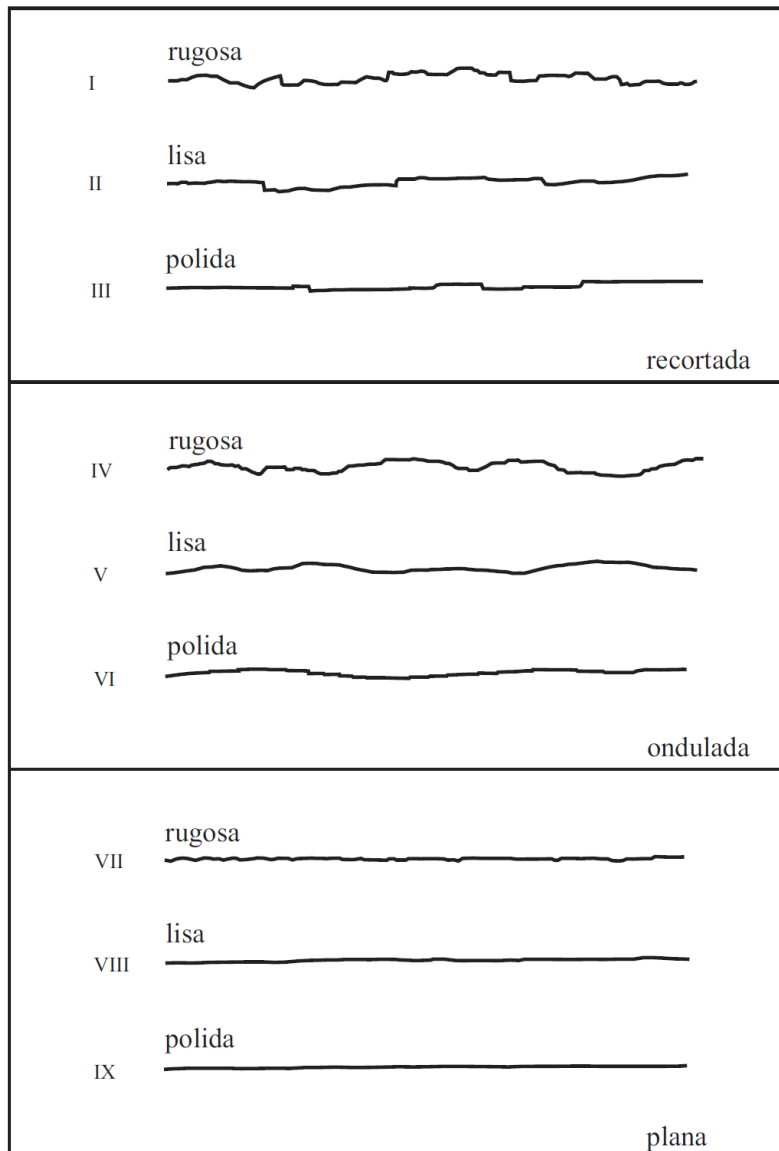 rugosa
I
lisa
II
polida
III
recortada
rugosa
IV
lisa
V
polida
VI
ondulada
rugosa
VII
lisa
VIII
polida
IX
plana